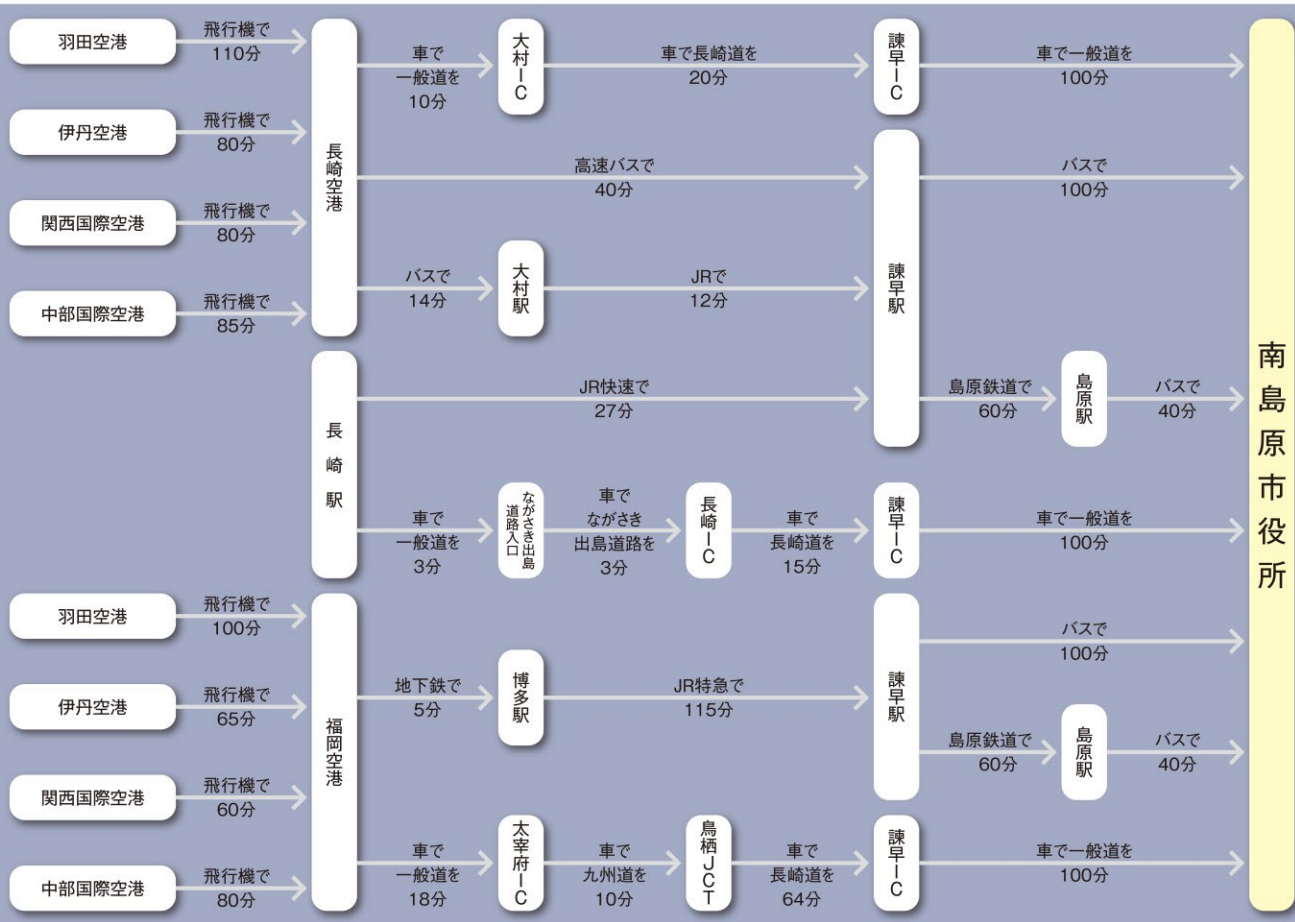 羽田空港
飛行機で
110分
伊丹空港
飛行機で
80分
関西国際空港
飛行機で
80分
中部国際空港
飛行機で
85分
長崎空港
車で
一般道を
10分
大村IC
車で長崎道を
20分
諫早IC
車で一般道を
100分
高速バスで
40分
バスで
14分
大村駅
JRで
12分
諫早駅
バスで
100分
島原鉄道で
60分
島原駅
バスで
40分
長崎駅
JR快速で
27分
車で
一般道を
3分
ながさき出島
道路入口
車で
ながさき
出島道路を
3分
長崎IC
車で
長崎道を
15分
諫早IC
車で一般道を
100分
羽田空港
飛行機で
100分
伊丹空港
飛行機で
65分
関西国際空港
飛行機で
60分
中部国際空港
飛行機で
80分
福岡空港
地下鉄で
5分
博多駅
JR特急で
115分
諫早駅
バスで
100分
島原鉄道で
60分
島原駅
バスで
40分
車で
一般道を
18分
太宰府IC
車で
九州道を
10分
鳥栖JCT
車で
長崎道を
64分
諫早IC
車で一般道を
100分
南島原市役所